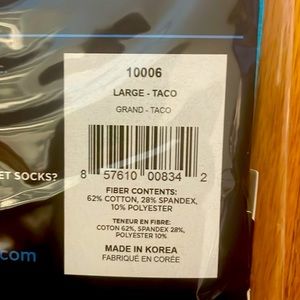 10006
LARGE - TACO
GRAND - TACO
8 57610 00834 2
FIBER CONTENTS:
62% COTTON, 28% SPANDEX,
10% POLYESTER
TENEUR EN FIBRE:
COTON 62%, SPANDEX 28%,
POLYESTER 10%
MADE IN KOREA
FABRIQUÉ EN CORÉE
ET SOCKS?
.com